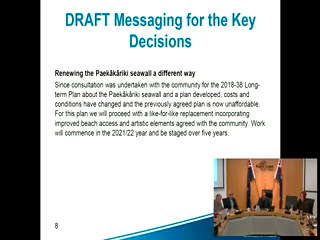 DRAFT Messaging for the Key
Decisions
Renewing the Paekākāriki seawall a different way
Since consultation was undertaken with the community for the 2018-38 Long-
term Plan about the Paekākāriki seawall and a plan developed, costs and
conditions have changed and the previously agreed plan is now unaffordable.
For this plan we will proceed with a like-for-like replacement incorporating
improved beach access and artistic elements agreed with the community. Work
will commence in the 2021/22 year and be staged over five years.
8